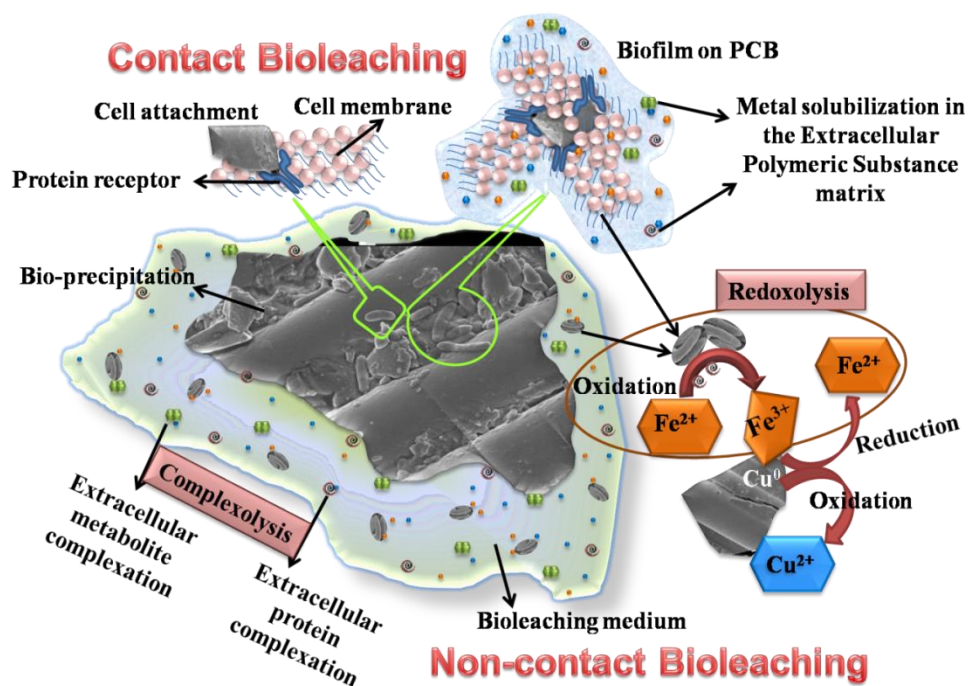 Contact Bioleaching
Biofilm on PCB
Cell attachment
Cell membrane
Protein receptor
Metal solubilization in
the Extracellular
Polymeric Substance
matrix
Bio-precipitation
Redoxolysis
Oxidation
Fe²⁺
Fe³⁺
Fe²⁺
Reduction
Cu⁰
Oxidation
Cu²⁺
Complexolysis
Extracellular
metabolite
complexation
Extracellular
protein
complexation
Bioleaching medium
Non-contact Bioleaching